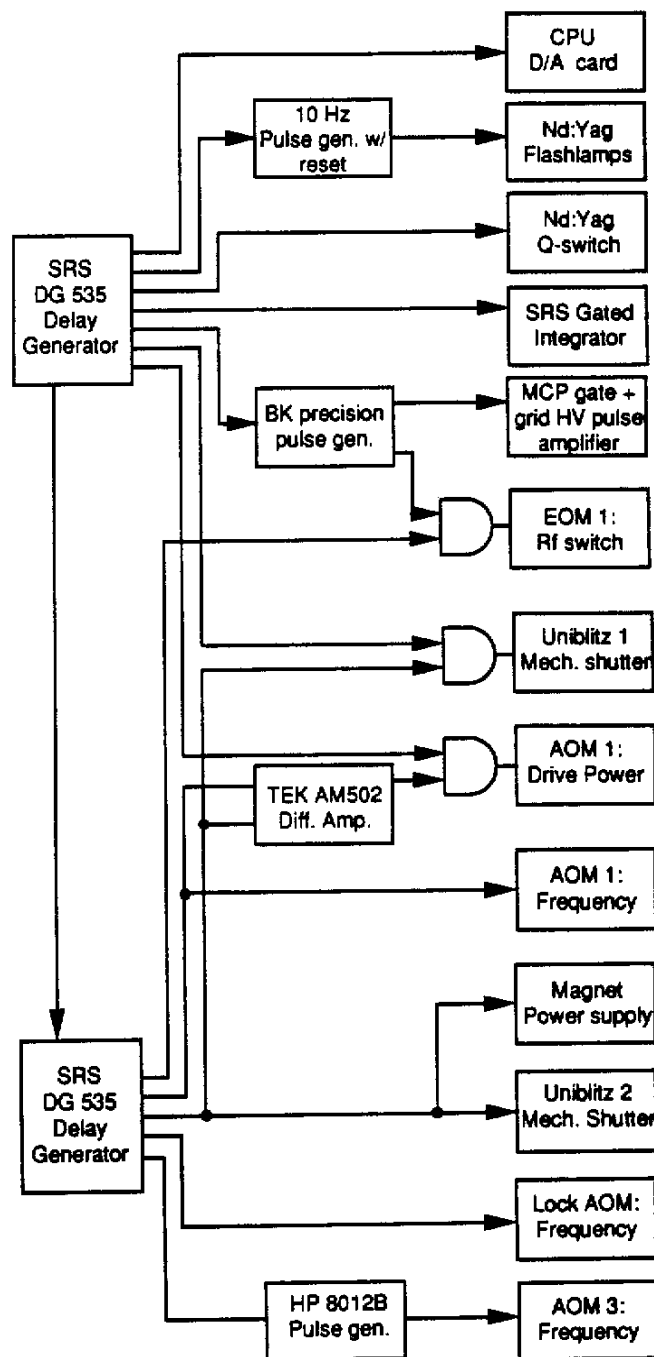 CPU
D/A card
10 Hz
Pulse gen. w/
reset
Nd:Yag
Flashlamps
Nd:Yag
Q-switch
SRS
DG 535
Delay
Generator
SRS Gated
Integrator
BK precision
pulse gen.
MCP gate +
grid HV pulse
amplifier
EOM 1:
Rf switch
Uniblitz 1
Mech. shutter
AOM 1:
Drive Power
TEK AM502
Diff. Amp.
AOM 1:
Frequency
Magnet
Power supply
SRS
DG 535
Delay
Generator
Uniblitz 2
Mech. Shutter
Lock AOM:
Frequency
HP 8012B
Pulse gen.
AOM 3:
Frequency